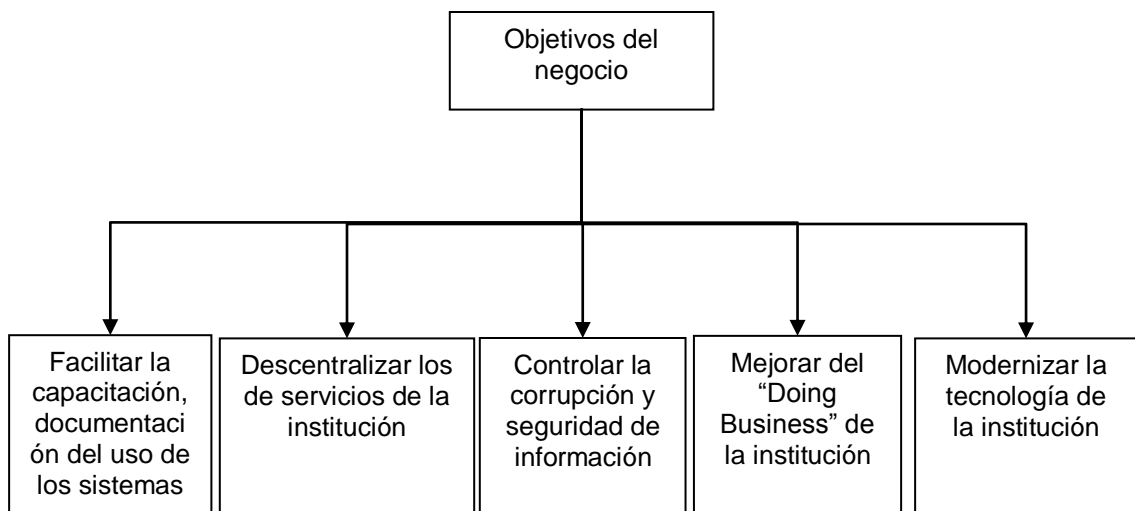 Objetivos del
negocio
Facilitar la
capacitación,
documentaci
ón del uso de
los sistemas
Descentralizar los
de servicios de la
institución
Controlar la
corrupción y
seguridad de
información
Mejorar del
“Doing
Business” de
la institución
Modernizar la
tecnología de
la institución